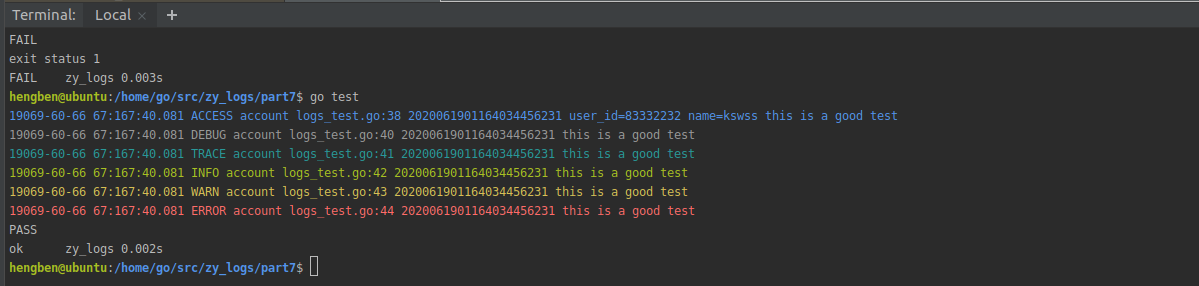 Terminal: Local × +
FAIL
exit status 1
FAIL zy_logs 0.003s
hengben@ubuntu:/home/go/src/zy_logs/part7$ go test
19069-60-66 67:167:40.081 ACCESS account logs_test.go:38 2020061901164034456231 user_id=83332232 name=kswss this is a good test
19069-60-66 67:167:40.081 DEBUG account logs_test.go:40 2020061901164034456231 this is a good test
19069-60-66 67:167:40.081 TRACE account logs_test.go:41 2020061901164034456231 this is a good test
19069-60-66 67:167:40.081 INFO account logs_test.go:42 2020061901164034456231 this is a good test
19069-60-66 67:167:40.081 WARN account logs_test.go:43 2020061901164034456231 this is a good test
19069-60-66 67:167:40.081 ERROR account logs_test.go:44 2020061901164034456231 this is a good test
PASS
ok zy_logs 0.002s
hengben@ubuntu:/home/go/src/zy_logs/part7$